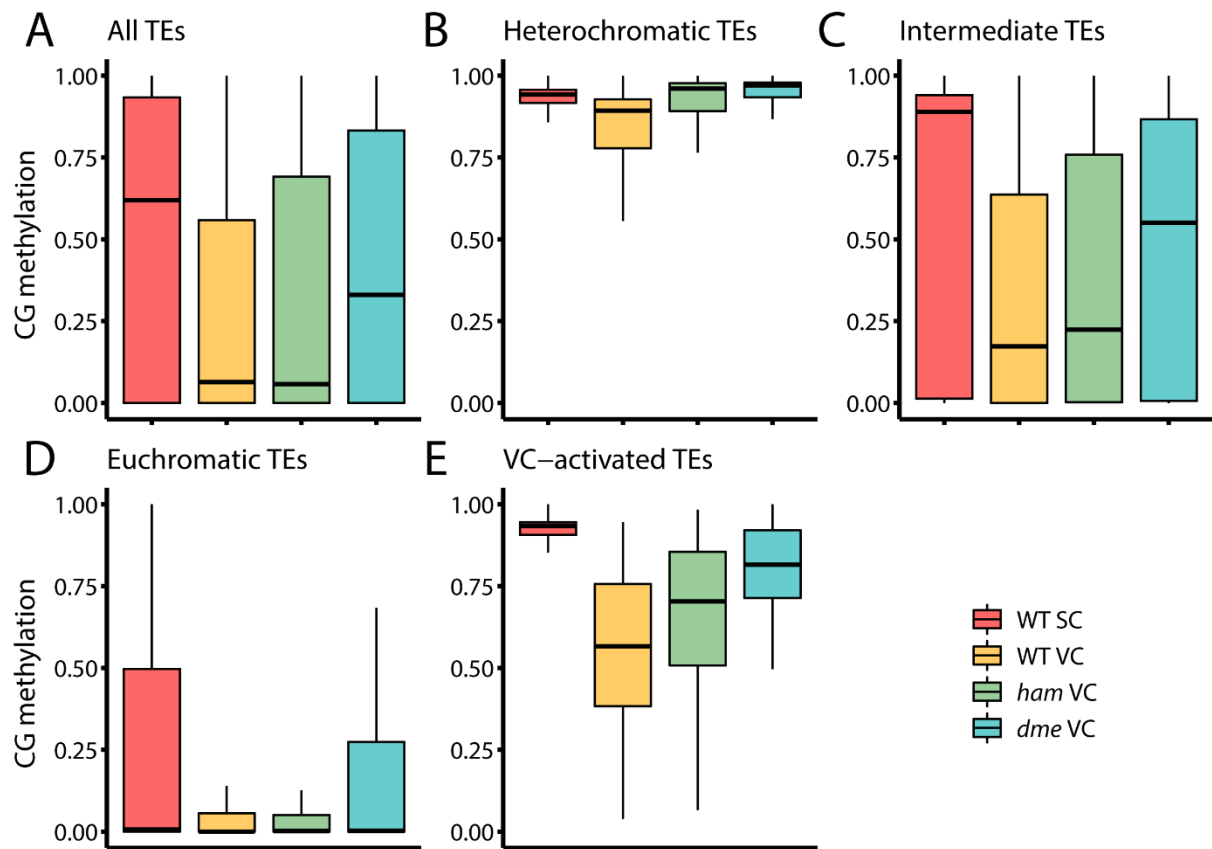 A All TEs
B Heterochromatic TEs
C Intermediate TEs
CG methylation
1.00
0.75
0.50
0.25
0.00
1.00
0.75
0.50
0.25
0.00
1.00
0.75
0.50
0.25
0.00
D Euchromatic TEs
E VC−activated TEs
CG methylation
1.00
0.75
0.50
0.25
0.00
1.00
0.75
0.50
0.25
0.00
WT SC
WT VC
ham VC
dme VC